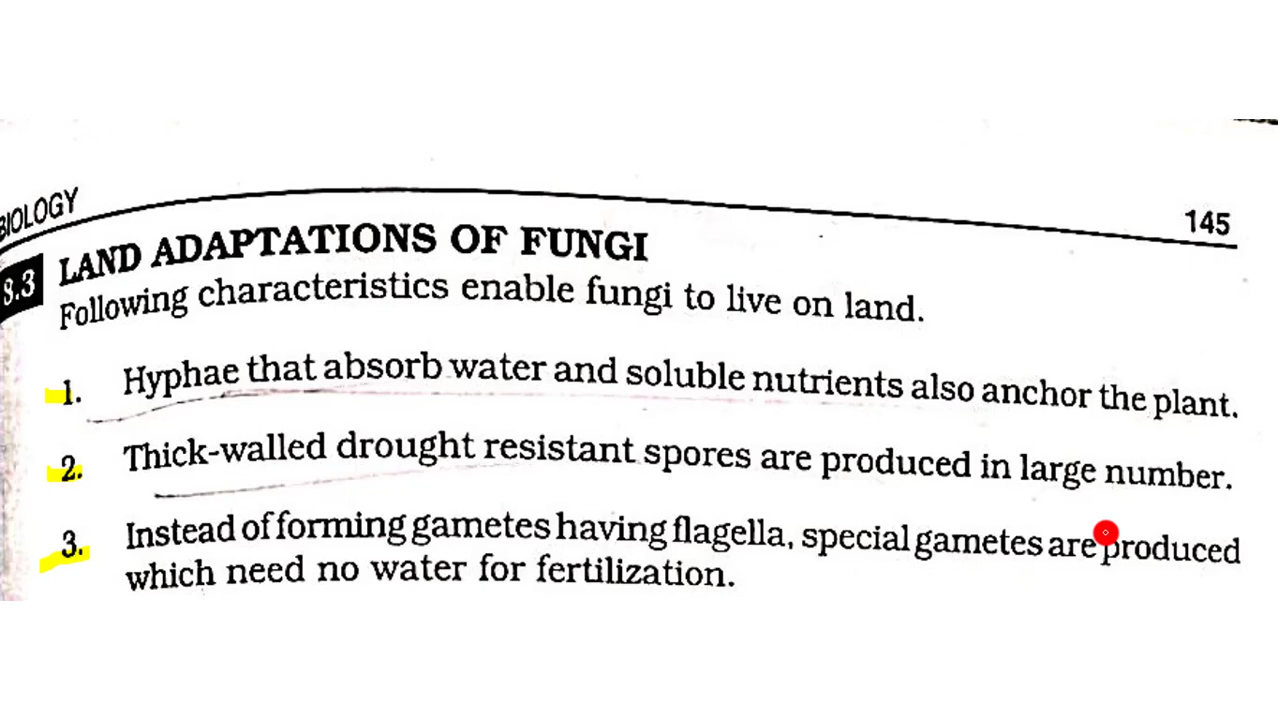 BIOLOGY
145
8.3 LAND ADAPTATIONS OF FUNGI
Following characteristics enable fungi to live on land.
1. Hyphae that absorb water and soluble nutrients also anchor the plant.
2. Thick-walled drought resistant spores are produced in large number.
3. Instead of forming gametes having flagella, special gametes are produced
which need no water for fertilization.